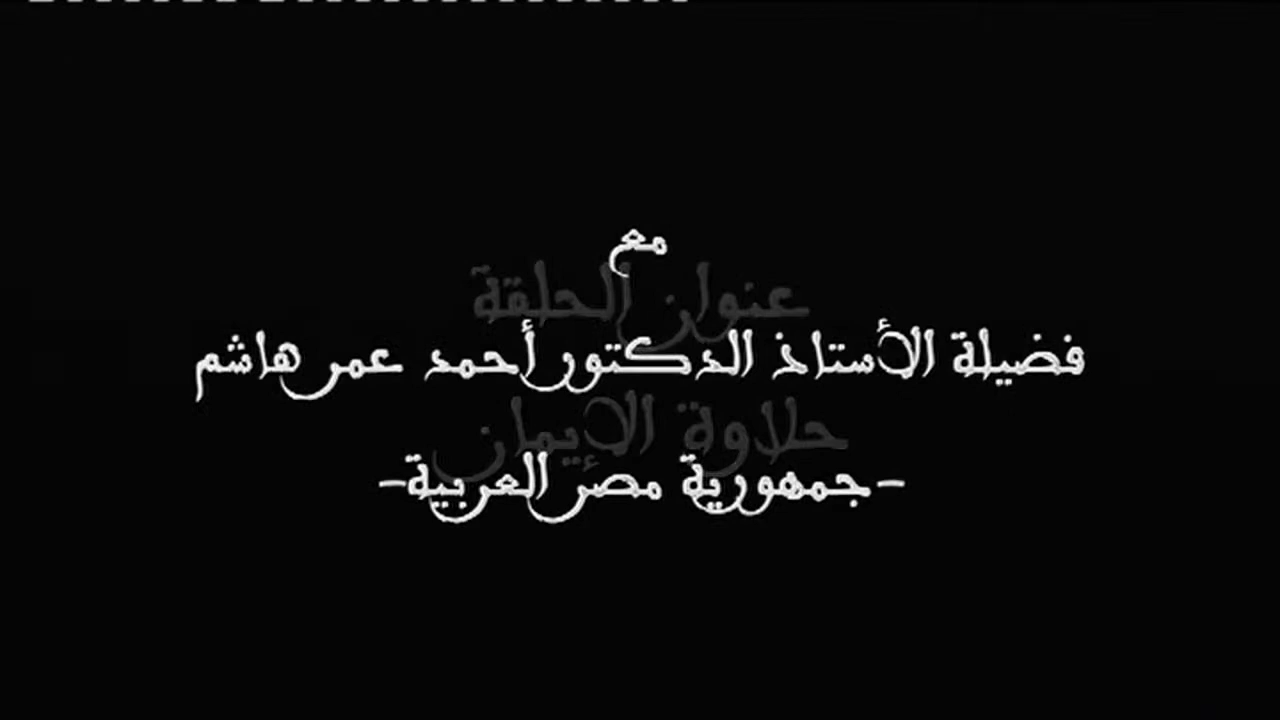 مع
عنوان الحلقة
فضيلة الأستاذ الدكتور أحمد عمر هاشم
حلاوة الإيمان
-جمهورية مصر العربية-